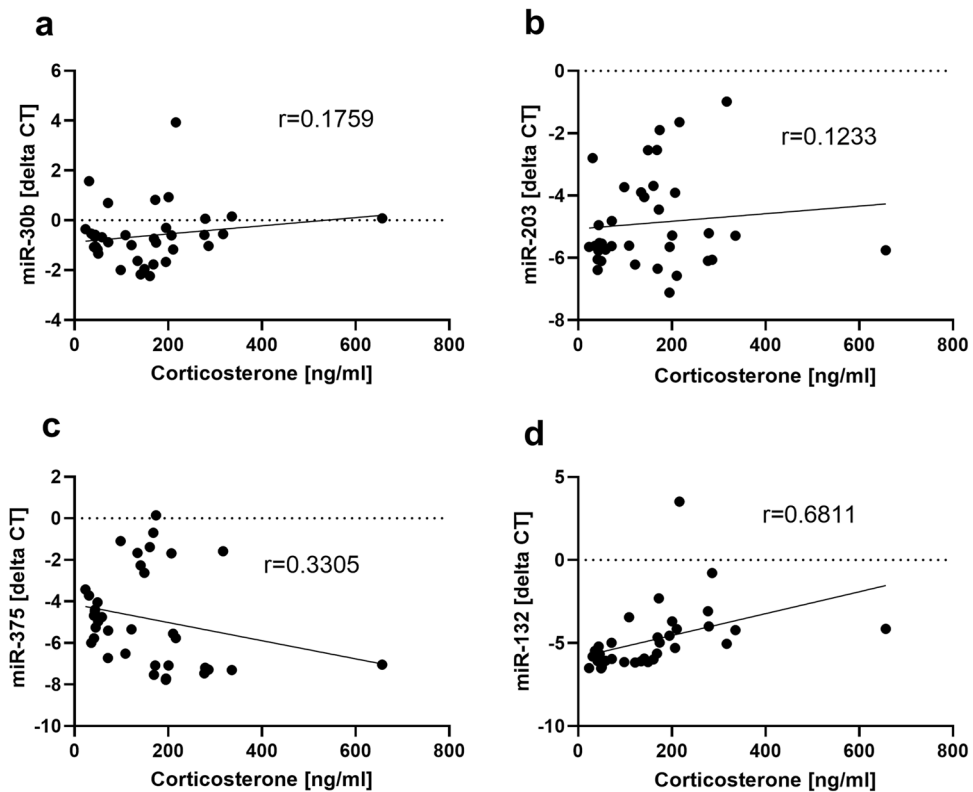 a
6
4
2
0
-2
-4
miR-30b [delta CT]
r=0.1759
0 200 400 600 800
Corticosterone [ng/ml]
b
0
-2
-4
-6
-8
miR-203 [delta CT]
r=0.1233
0 200 400 600 800
Corticosterone [ng/ml]
c
2
0
-2
-4
-6
-8
-10
miR-375 [delta CT]
r=0.3305
0 200 400 600 800
Corticosterone [ng/ml]
d
5
0
-5
-10
miR-132 [delta CT]
r=0.6811
0 200 400 600 800
Corticosterone [ng/ml]